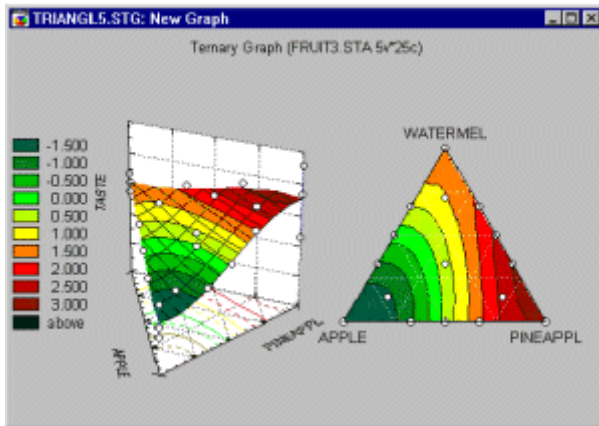 TRIANGL5.STG: New Graph
Ternary Graph (FRUIT3.STA 5v*25c)
-1.500
-1.000
-0.500
0.000
0.500
1.000
1.500
2.000
2.500
3.000
above
TASTE
APPLE
PINEAPPL
WATERMEL
APPLE
PINEAPPL